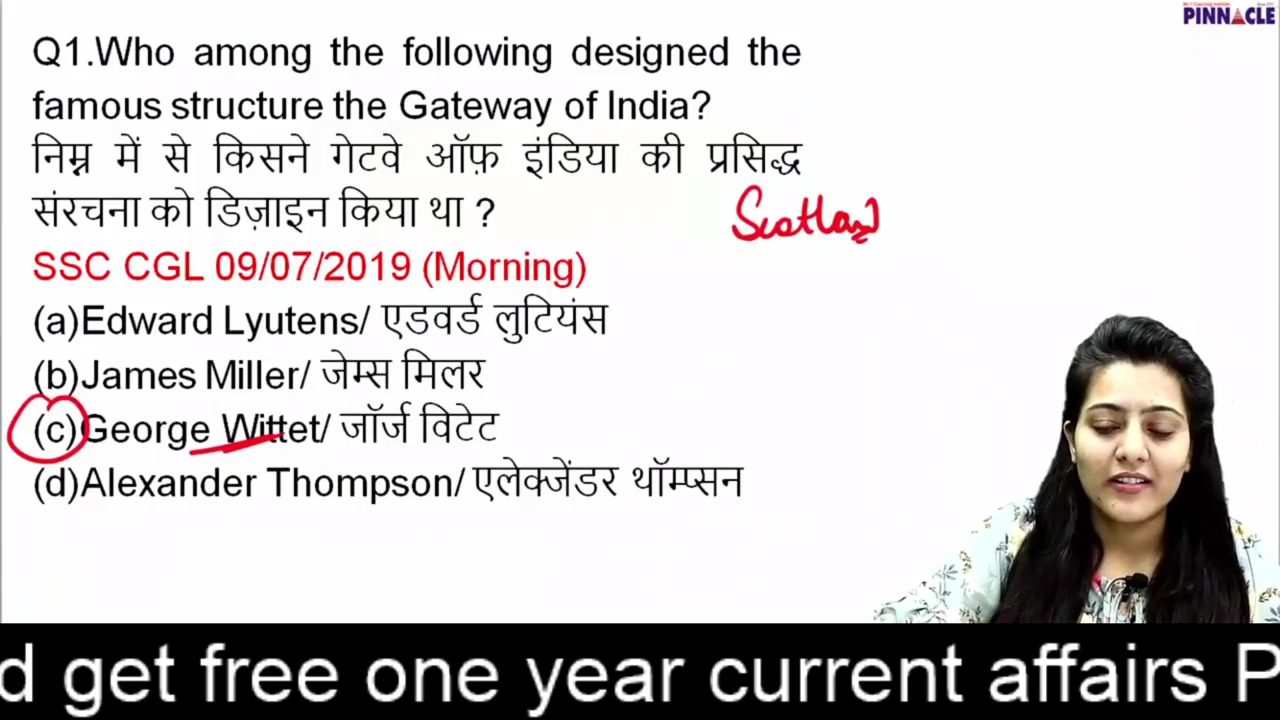 PINNACLE
Q1.Who among the following designed the
famous structure the Gateway of India?
निम्न में से किसने गेटवे ऑफ़ इंडिया की प्रसिद्ध
संरचना को डिज़ाइन किया था ?
Scotland
SSC CGL 09/07/2019 (Morning)
(a)Edward Lyutens/ एडवर्ड लुटियंस
(b)James Miller/ जेम्स मिलर
(c)George Wittet/ जॉर्ज विटेट
(d)Alexander Thompson/ एलेक्जेंडर थॉम्प्सन
d get free one year current affairs P